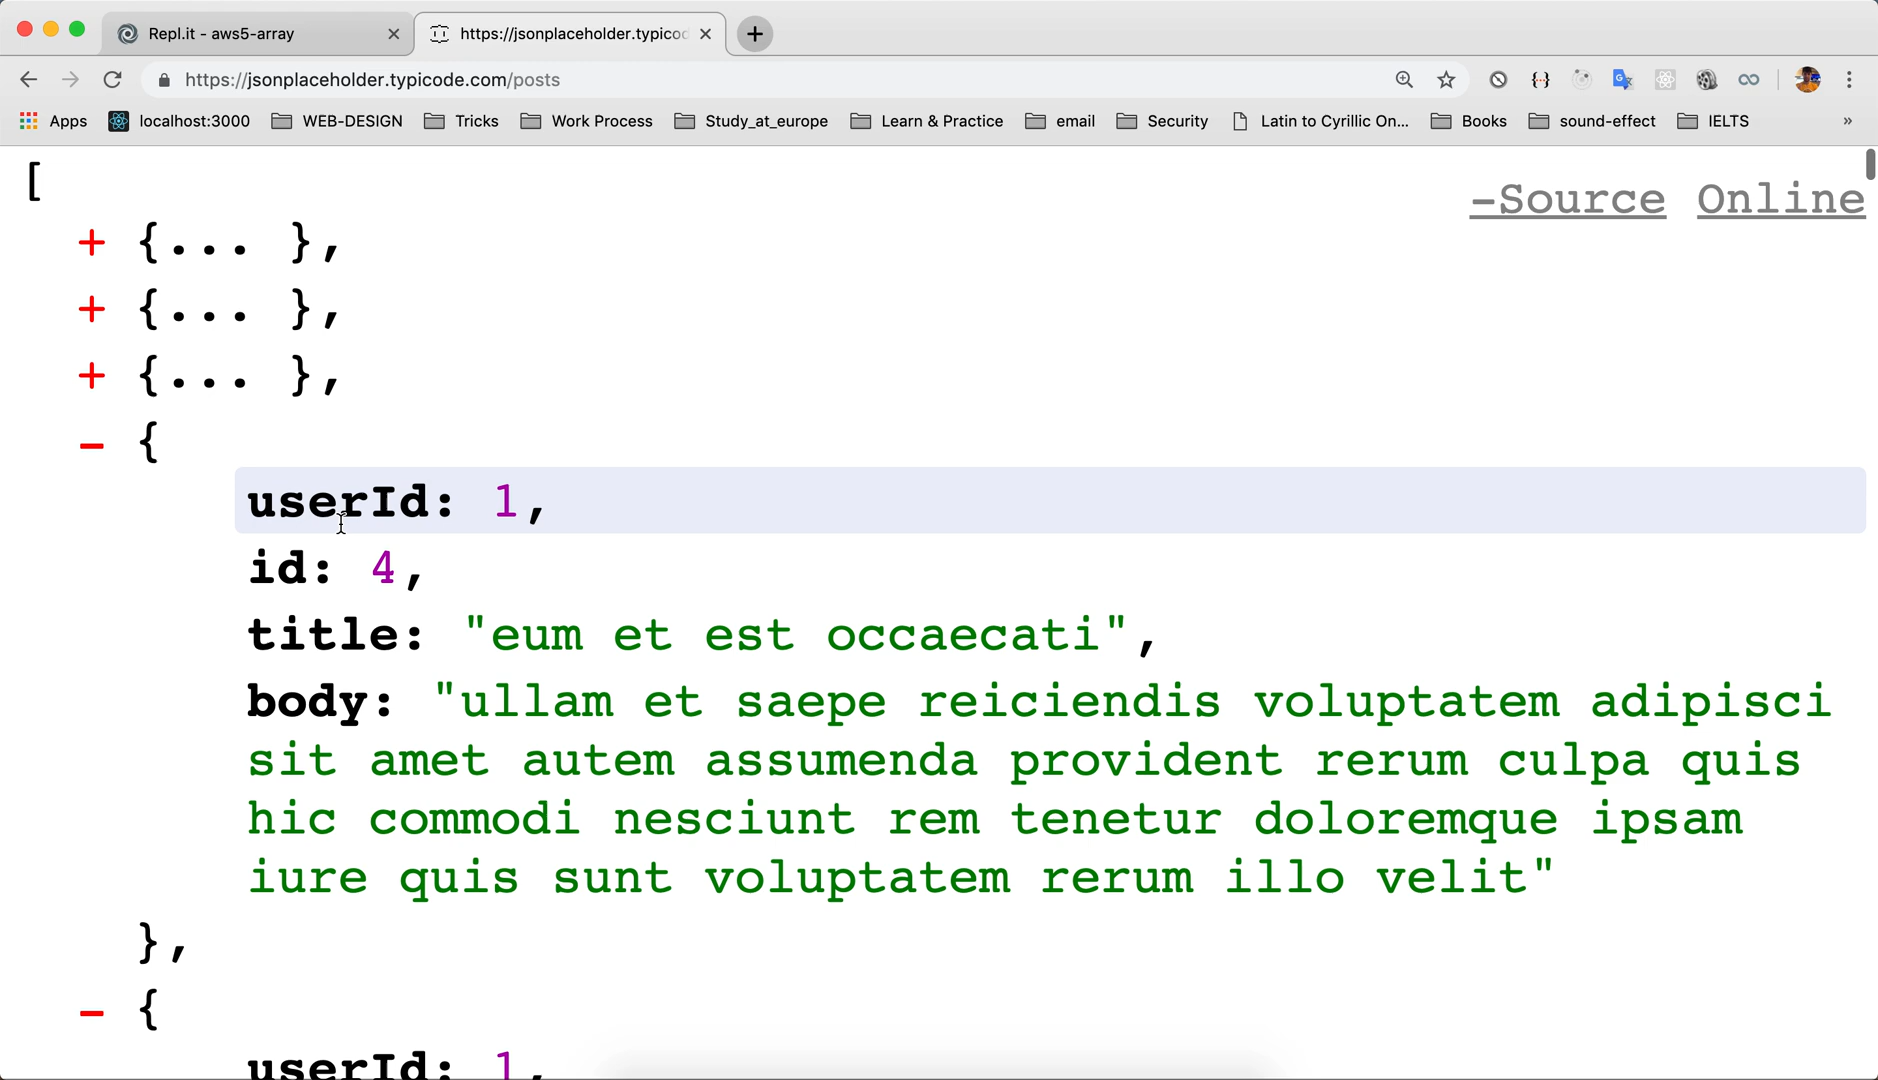 Repl.it - aws5-array
https://jsonplaceholder.typicod
https://jsonplaceholder.typicode.com/posts
Apps localhost:3000 WEB-DESIGN Tricks Work Process Study_at_europe Learn & Practice email Security Latin to Cyrillic On... Books sound-effect IELTS »
[
-Source Online
+ {... },
+ {... },
+ {... },
- {
userId: 1,
id: 4,
title: "eum et est occaecati",
body: "ullam et saepe reiciendis voluptatem adipisci
sit amet autem assumenda provident rerum culpa quis
hic commodi nesciunt rem tenetur doloremque ipsam
iure quis sunt voluptatem rerum illo velit"
},
- {
userId: 1,